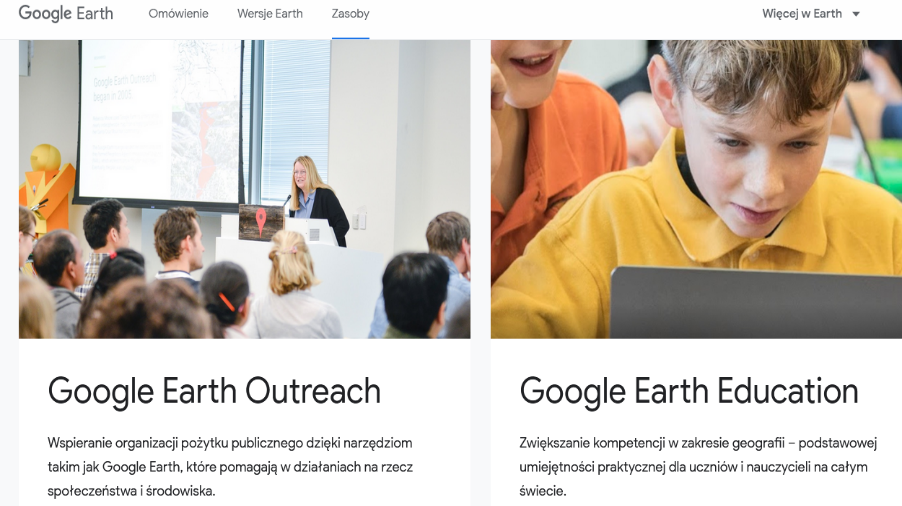 Google Earth
Omówienie
Wersje Earth
Zasoby
Więcej w Earth
Google Earth Outreach
began in 2005
Google Earth Outreach
Wspieranie organizacji pożytku publicznego dzięki narzędziom
takim jak Google Earth, które pomagają w działaniach na rzecz
społeczeństwa i środowiska.
Google Earth Education
Zwiększanie kompetencji w zakresie geografii – podstawowej
umiejętności praktycznej dla uczniów i nauczycieli na całym
świecie.